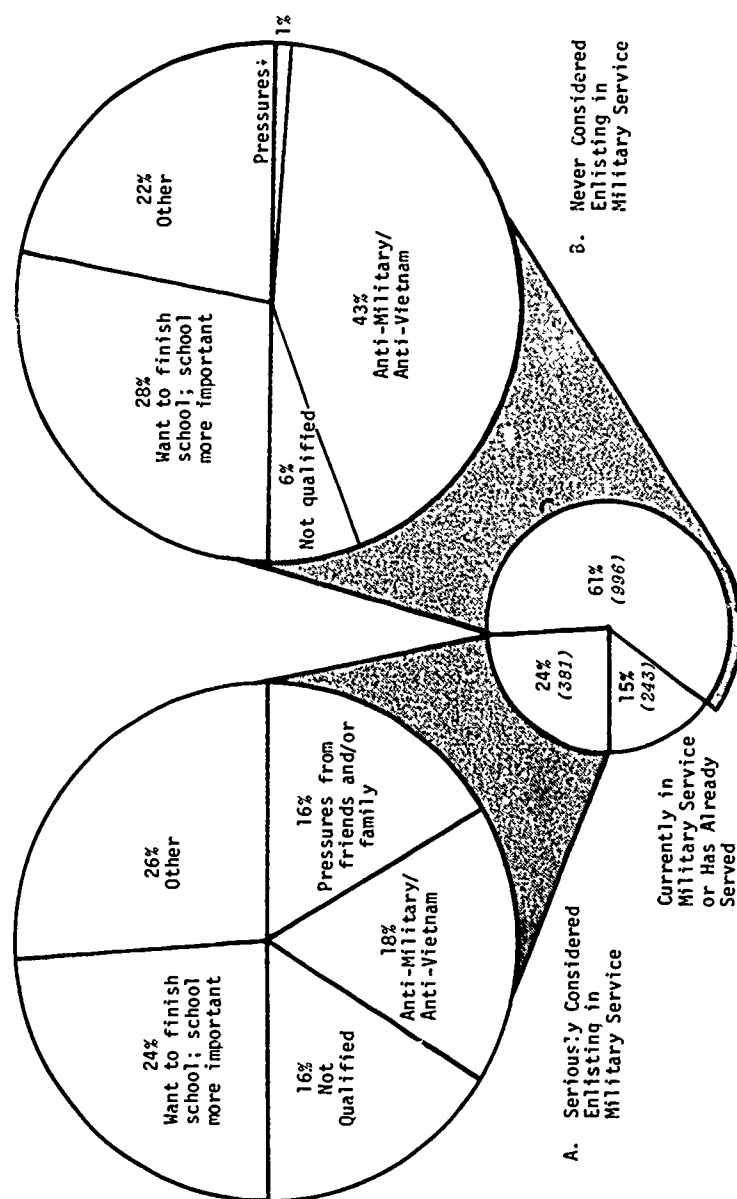 24%
Want to finish
school; school
more important
26%
Other
16%
Not
Qualified
18%
Anti-Military/
Anti-Vietnam
16%
Pressures from
friends and/or
family
A. Seriously Considered
Enlisting in
Military Service
28%
Want to finish
school; school
more important
22%
Other
Pressures
1%
6%
Not qualified
43%
Anti-Military/
Anti-Vietnam
B. Never Considered
Enlisting in
Military Service
24%
(381)
61%
(996)
15%
(243)
Currently in
Military Service
or Has Already
Served